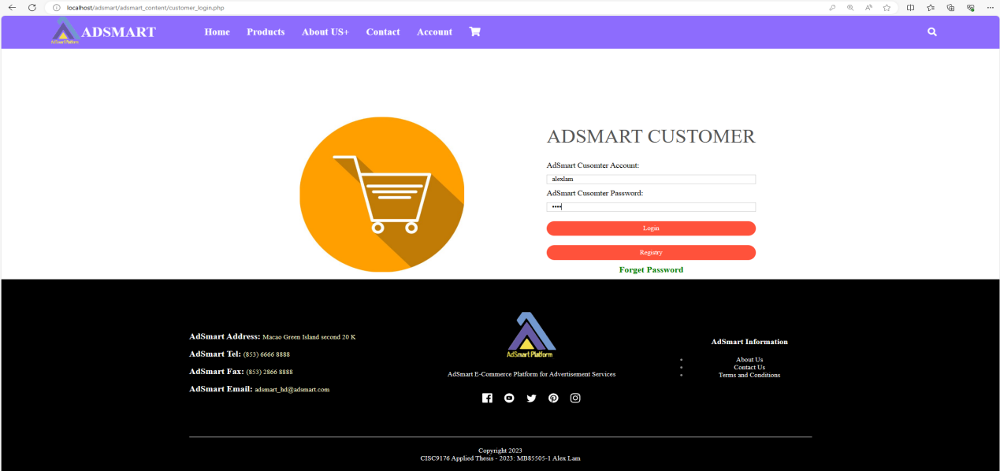 localhost/adsmart/adsmart_content/customer_login.php
AdSmart Platform
ADSMART
Home
Products
About US+
Contact
Account
ADSMART CUSTOMER
AdSmart Cusomter Account:
alexlam
AdSmart Cusomter Password:
••••
Login
Registry
Forget Password
AdSmart Address: Macao Green Island second 20 K
AdSmart Tel: (853) 6666 8888
AdSmart Fax: (853) 2866 8888
AdSmart Email: adsmart_hd@adsmart.com
AdSmart Platform
AdSmart E-Commerce Platform for Advertisement Services
AdSmart Information
About Us
Contact Us
Terms and Conditions
Copyright 2023
CISC9176 Applied Thesis - 2023: MB85505-1 Alex Lam